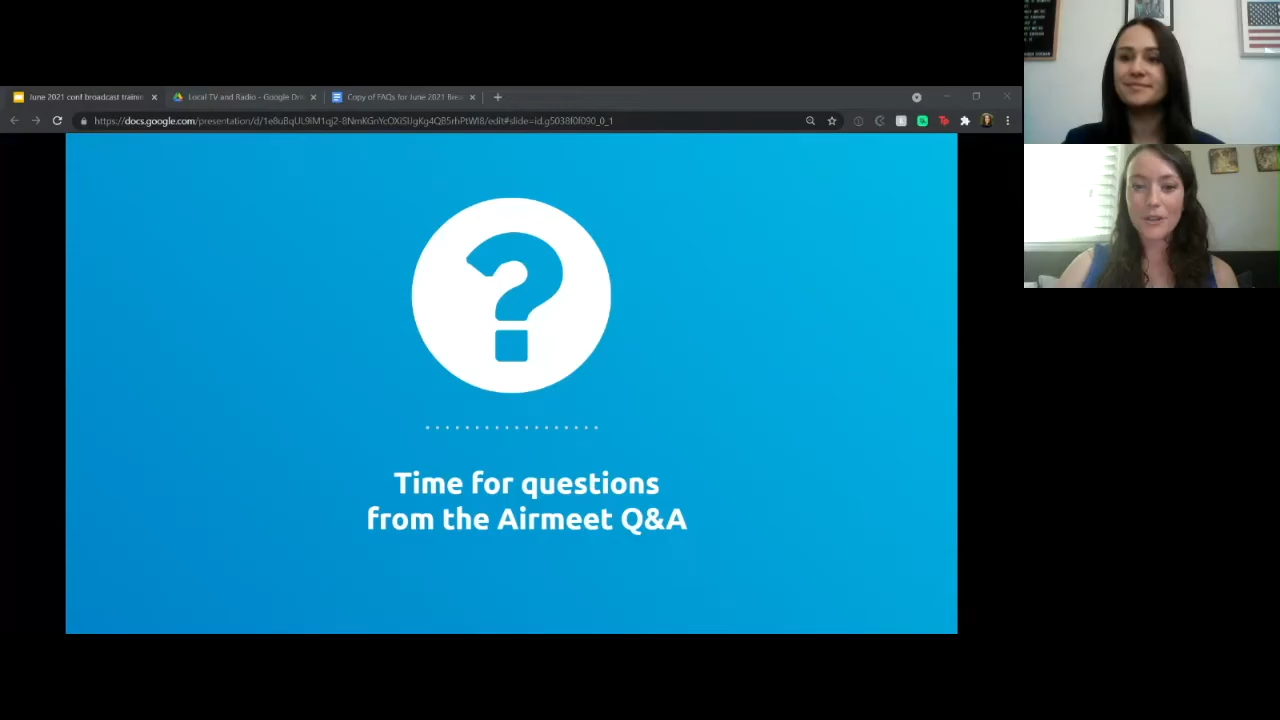 June 2021 conf broadcast trainin
Local TV and Radio - Google Dri
Copy of FAQs for June 2021 Brea
Time for questions
from the Airmeet Q&A